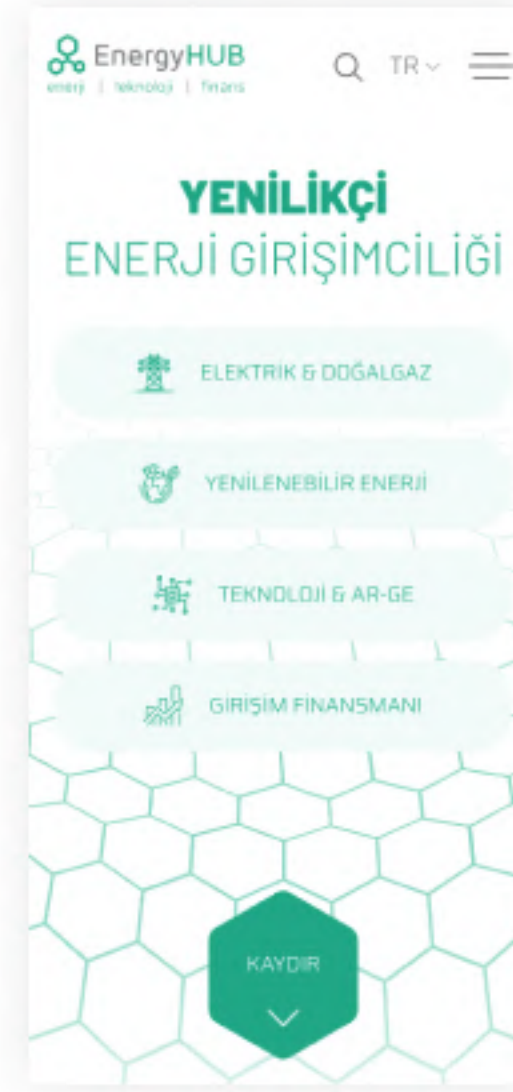 EnergyHUB
enerji | teknoloji | finans
TR
YENİLİKÇİ
ENERJİ GİRİŞİMCİLİĞİ
ELEKTRİK & DOĞALGAZ
YENİLENEBİLİR ENERJİ
TEKNOLOJİ & AR-GE
GİRİŞİM FİNANSMANI
KAYDIR